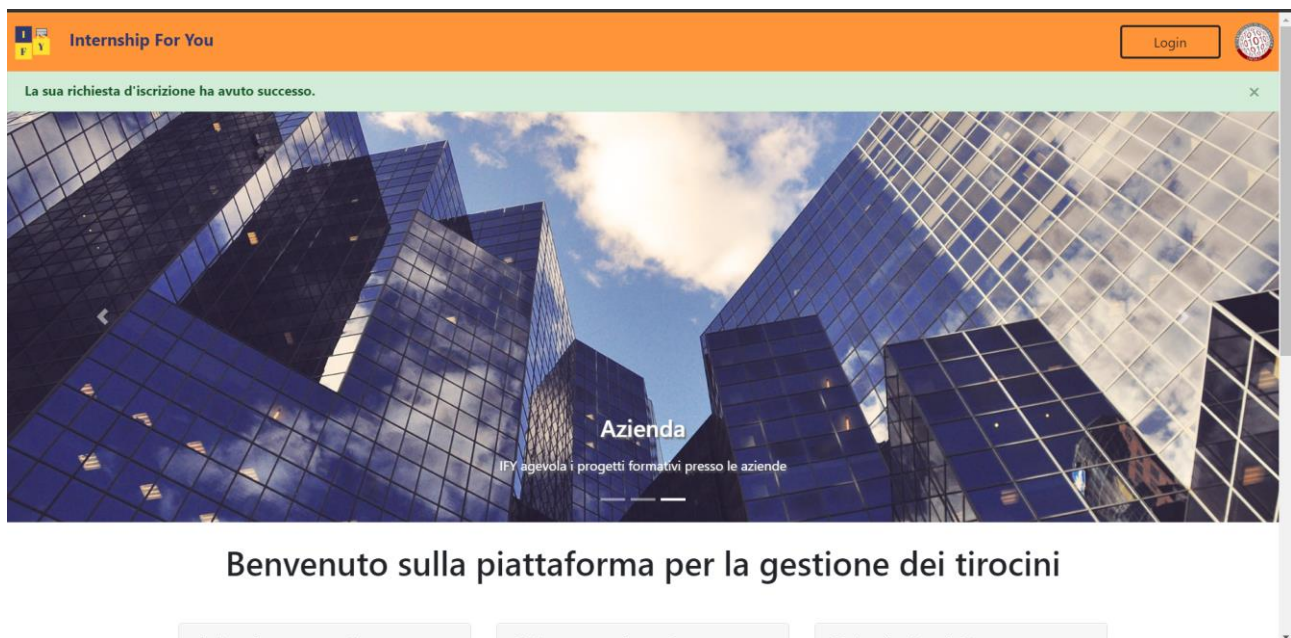 I
F Y
Internship For You
Login
La sua richiesta d'iscrizione ha avuto successo.
×
Azienda
IFY agevola i progetti formativi presso le aziende
Benvenuto sulla piattaforma per la gestione dei tirocini